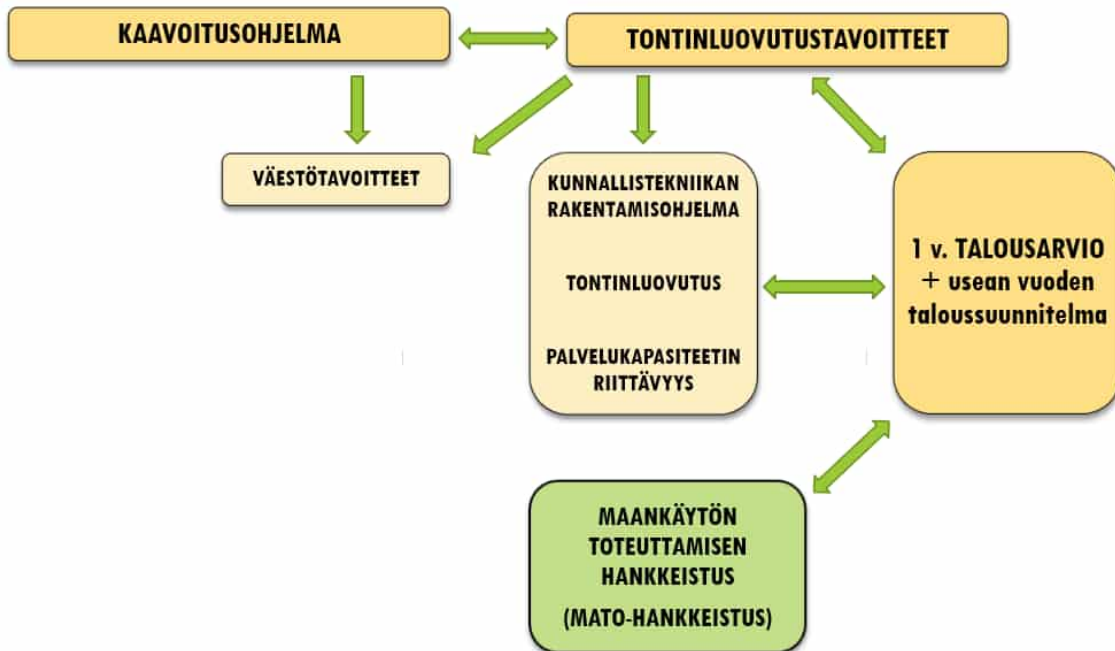 KAAVOITUSOHJELMA
TONTINLUOVUTUSTAVOITTEET
VÄESTÖTAVOITTEET
KUNNALLISTEKNIIKAN
RAKENTAMISOHJELMA
TONTINLUOVUTUS
PALVELUKAPASITEETIN
RIITTÄVYYS
1 v. TALOUSARVIO
+ usean vuoden
taloussuunnitelma
MAANKÄYTÖN
TOTEUTTAMISEN
HANKKEISTUS
(MATO-HANKKEISTUS)